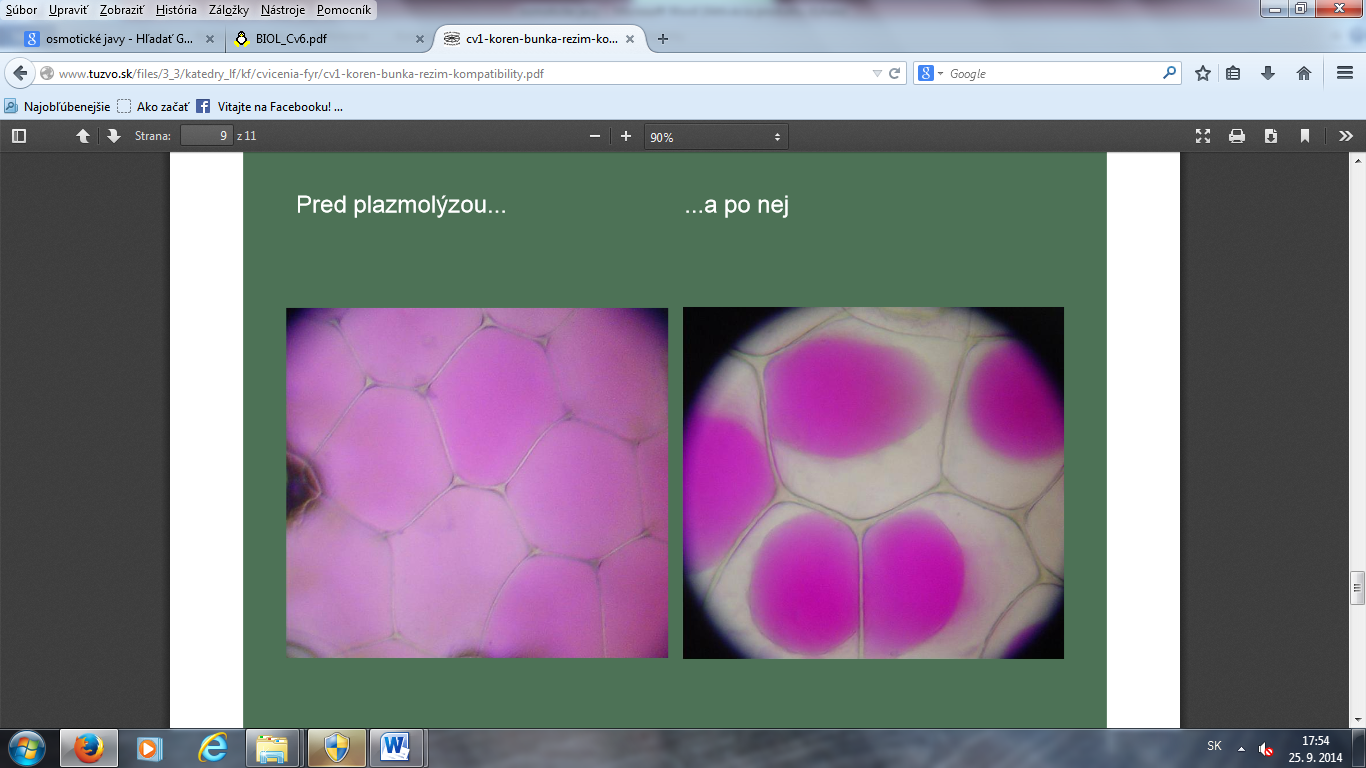 Súbor Upraviť Zobraziť História Záložky Nástroje Pomocník
osmotické javy - Hľadať G...
BIOL_Cv6.pdf
cv1-koren-bunka-rezim-ko...
www.tuzvo.sk/files/3_3/katedry_lf/kf/cvicenia-fyr/cv1-koren-bunka-rezim-kompatibility.pdf
Google
Najobľúbenejšie
Ako začať
Vitajte na Facebooku! ...
Strana: 9 z 11
90%
Pred plazmolýzou...
...a po nej
SK
17:54
25. 9. 2014